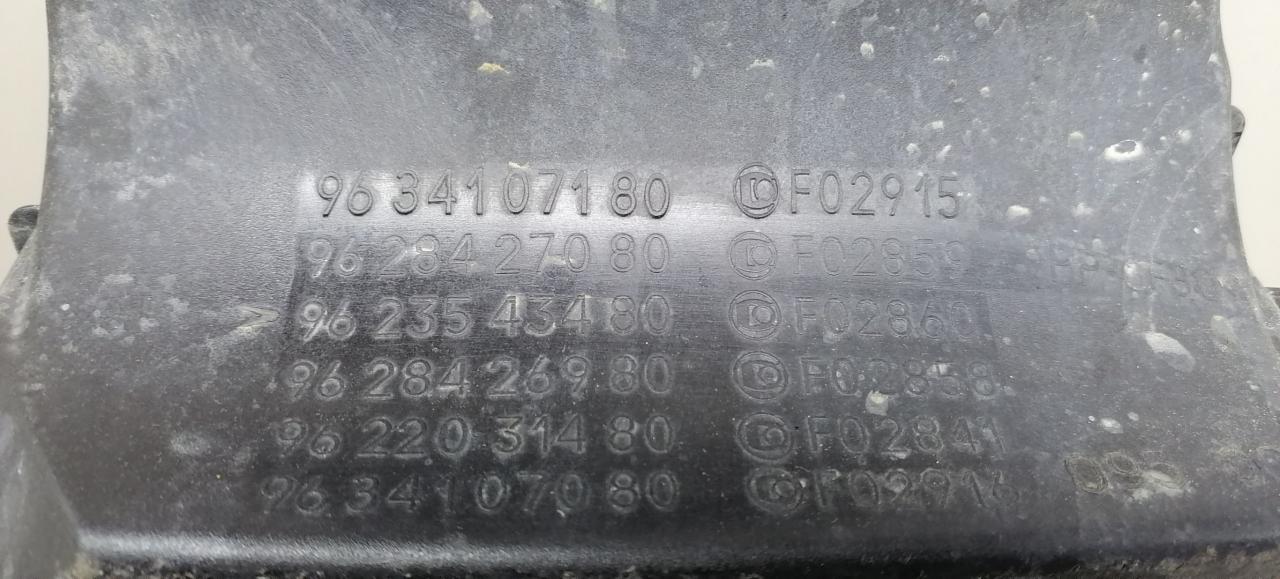 96 341 071 80 F02915
96 284 270 80 F02859
96 235 434 80 F02860
96 284 269 80 F02858
96 220 314 80 F02841
96 341 070 80 F02916